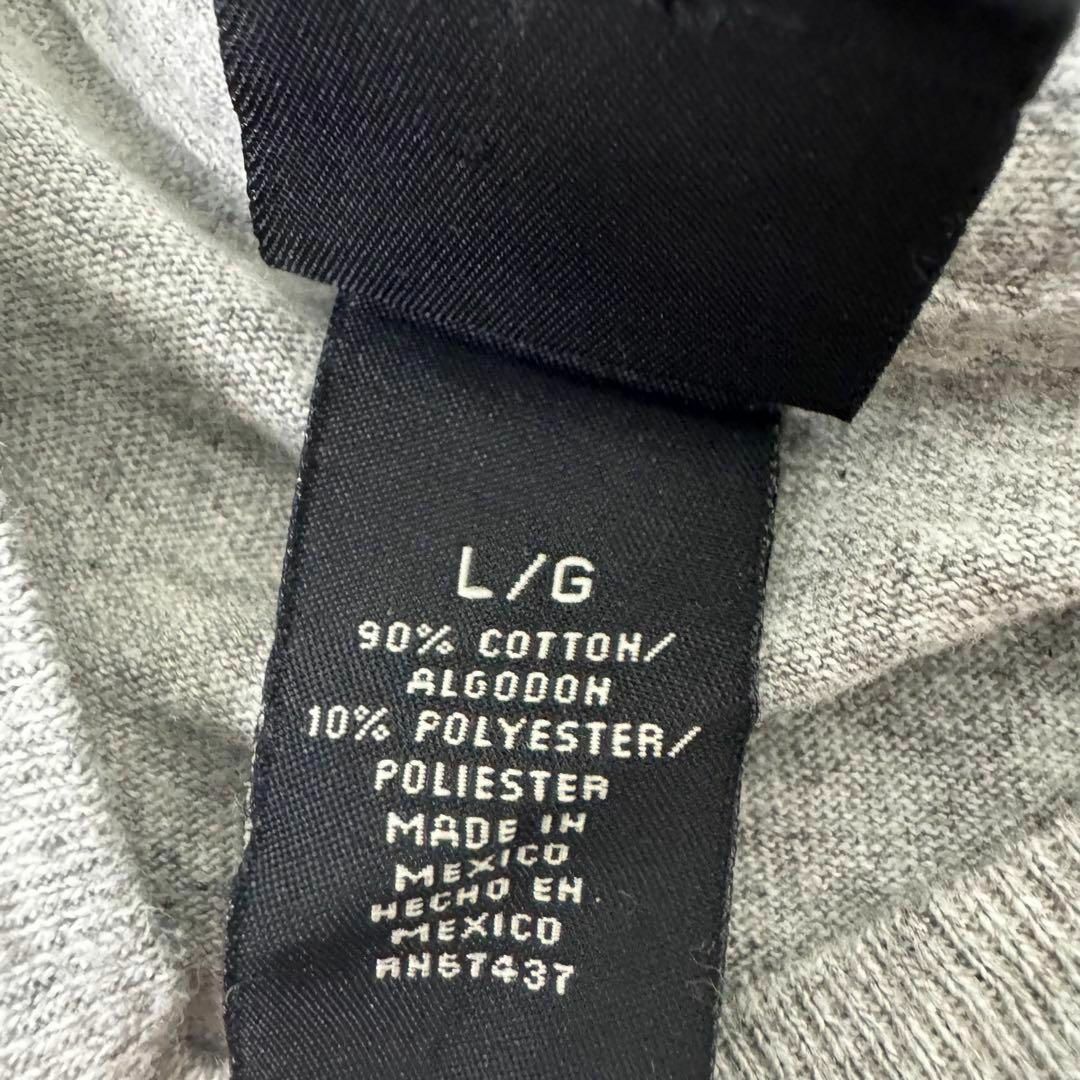 L/G
90% COTTON/
ALGODON
10% POLYESTER/
POLIESTER
MADE IN
MEXICO
HECHO EN
MEXICO
RN57437